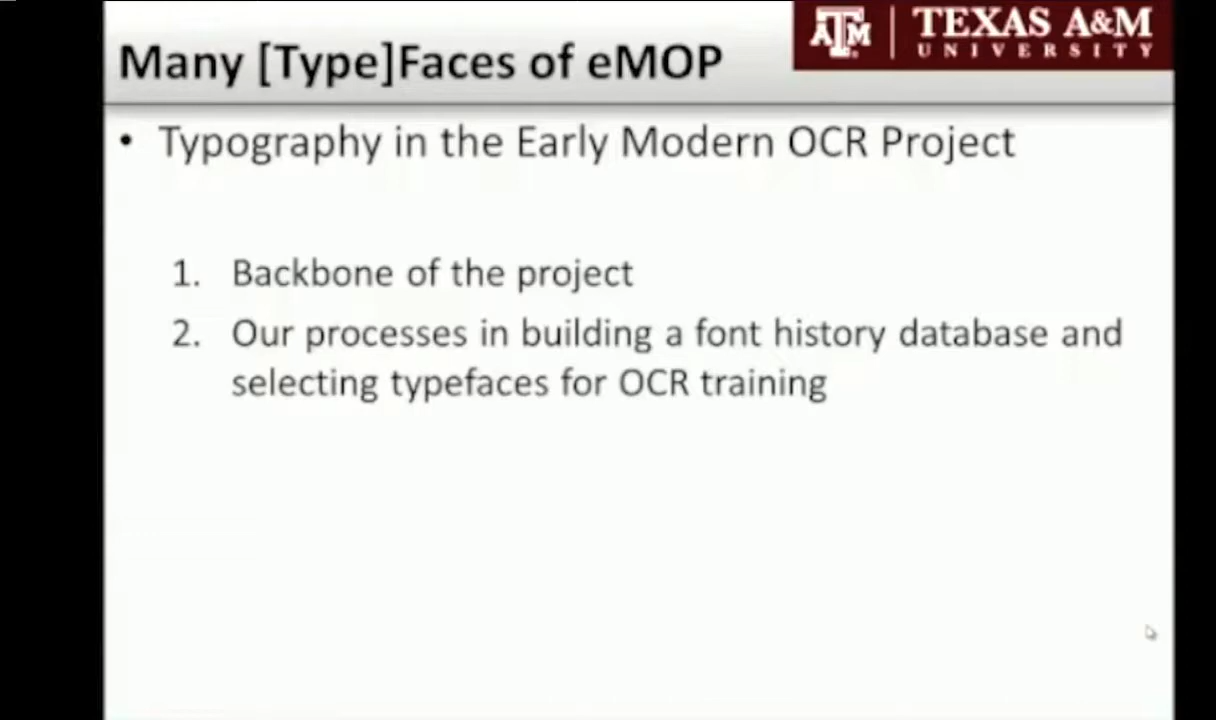 Many [Type]Faces of eMOP
ATM
TEXAS A&M
UNIVERSITY
• Typography in the Early Modern OCR Project
1. Backbone of the project
2. Our processes in building a font history database and
selecting typefaces for OCR training